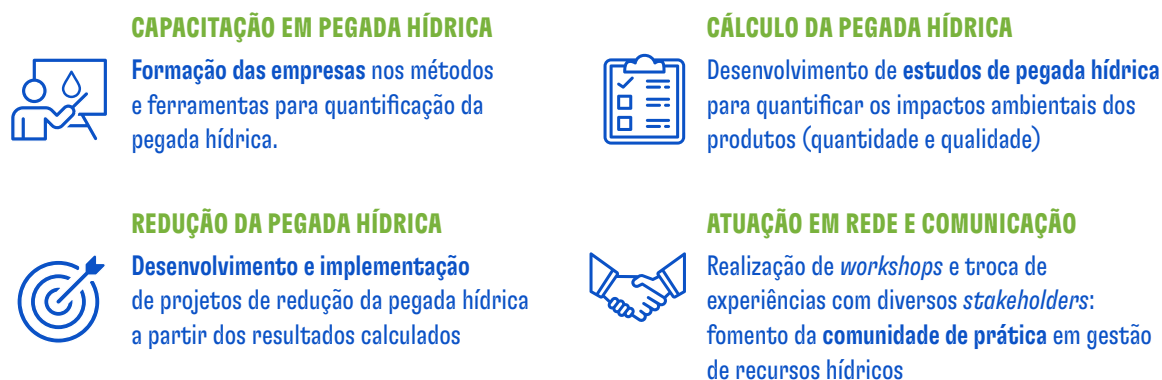 CAPACITAÇÃO EM PEGADA HÍDRICA
Formação das empresas nos métodos
e ferramentas para quantificação da
pegada hídrica.
CÁLCULO DA PEGADA HÍDRICA
Desenvolvimento de estudos de pegada hídrica
para quantificar os impactos ambientais dos
produtos (quantidade e qualidade)
REDUÇÃO DA PEGADA HÍDRICA
Desenvolvimento e implementação
de projetos de redução da pegada hídrica
a partir dos resultados calculados
ATUAÇÃO EM REDE E COMUNICAÇÃO
Realização de workshops e troca de
experiências com diversos stakeholders:
fomento da comunidade de prática em gestão
de recursos hídricos